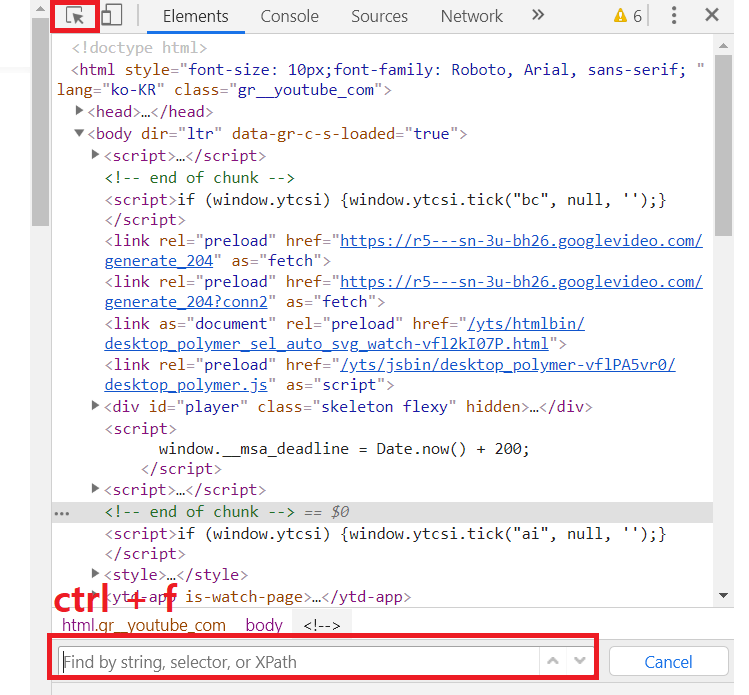 Elements Console Sources Network » 6
<!doctype html>
<html style="font-size: 10px;font-family: Roboto, Arial, sans-serif; "
lang="ko-KR" class="gr__youtube_com">
<head>…</head>
<body dir="ltr" data-gr-c-s-loaded="true">
<script>…</script>
<!-- end of chunk -->
<script>if (window.ytcsi) {window.ytcsi.tick("bc", null, '');}
</script>
<link rel="preload" href="https://r5---sn-3u-bh26.googlevideo.com/
generate_204" as="fetch">
<link rel="preload" href="https://r5---sn-3u-bh26.googlevideo.com/
generate_204?conn2" as="fetch">
<link as="document" rel="preload" href="/yts/htmlbin/
desktop_polymer_sel_auto_svg_watch-vfl2kI07P.html">
<link rel="preload" href="/yts/jsbin/desktop_polymer-vflPA5vr0/
desktop_polymer.js" as="script">
<div id="player" class="skeleton flexy" hidden>…</div>
<script>
window.__msa_deadline = Date.now() + 200;
</script>
<script>…</script>
<!-- end of chunk --> == $0
<script>if (window.ytcsi) {window.ytcsi.tick("ai", null, '');}
</script>
<style>…</style>
<ytd-app is-watch-page>…</ytd-app>
ctrl + f
html.gr__youtube_com body <!-->
Find by string, selector, or XPath Cancel